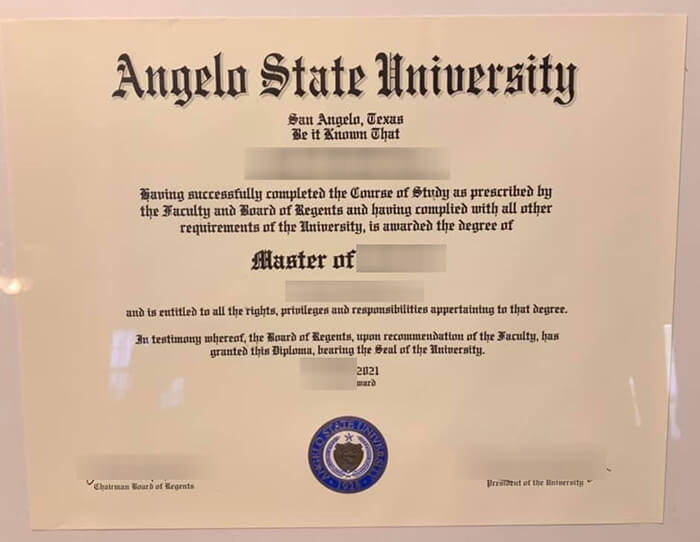 Angelo State University
San Angelo, Texas
Be it Known That
Having successfully completed the Course of Study as prescribed by
the Faculty and Board of Regents and having complied with all other
requirements of the University, is awarded the degree of
Master of
and is entitled to all the rights, privileges and responsibilities appertaining to that degree.
In testimony whereof, the Board of Regents, upon recommendation of the Faculty, has
granted this Diploma, bearing the Seal of the University.
2021
ANGELO STATE UNIVERSITY
1928
Chairman Board of Regents
President of the University